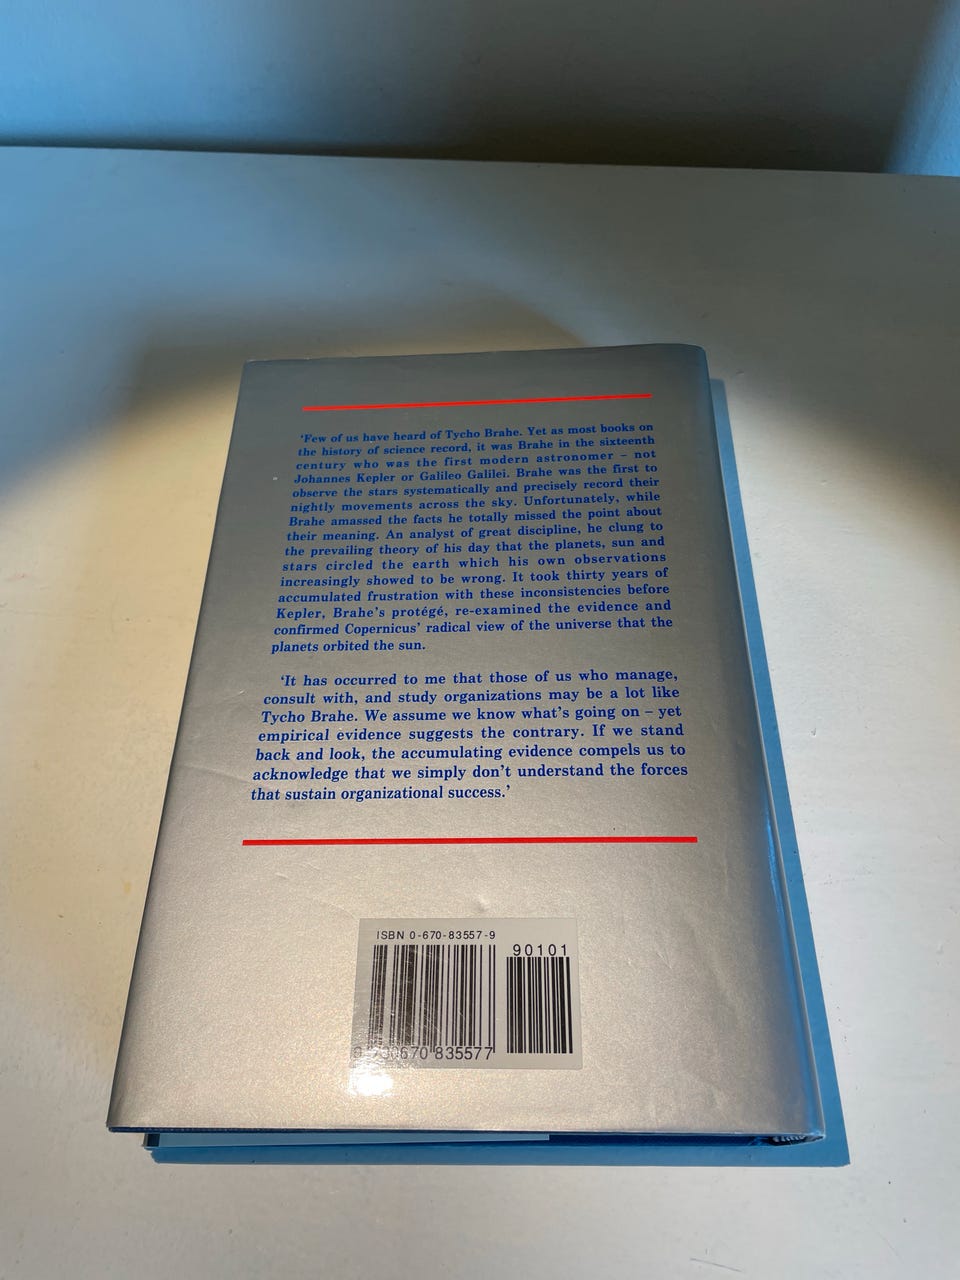 ‘Few of us have heard of Tycho Brahe. Yet as most books on
the history of science record, it was Brahe in the sixteenth
century who was the first modern astronomer – not
Johannes Kepler or Galileo Galilei. Brahe was the first to
observe the stars systematically and precisely record their
nightly movements across the sky. Unfortunately, while
Brahe amassed the facts he totally missed the point about
their meaning. An analyst of great discipline, he clung to
the prevailing theory of his day that the planets, sun and
stars circled the earth which his own observations
increasingly showed to be wrong. It took thirty years of
accumulated frustration with these inconsistencies before
Kepler, Brahe’s protégé, re-examined the evidence and
confirmed Copernicus’ radical view of the universe that the
planets orbited the sun.
‘It has occurred to me that those of us who manage,
consult with, and study organizations may be a lot like
Tycho Brahe. We assume we know what’s going on – yet
empirical evidence suggests the contrary. If we stand
back and look, the accumulating evidence compels us to
acknowledge that we simply don’t understand the forces
that sustain organizational success.’
ISBN 0-670-83557-9
90101
835577